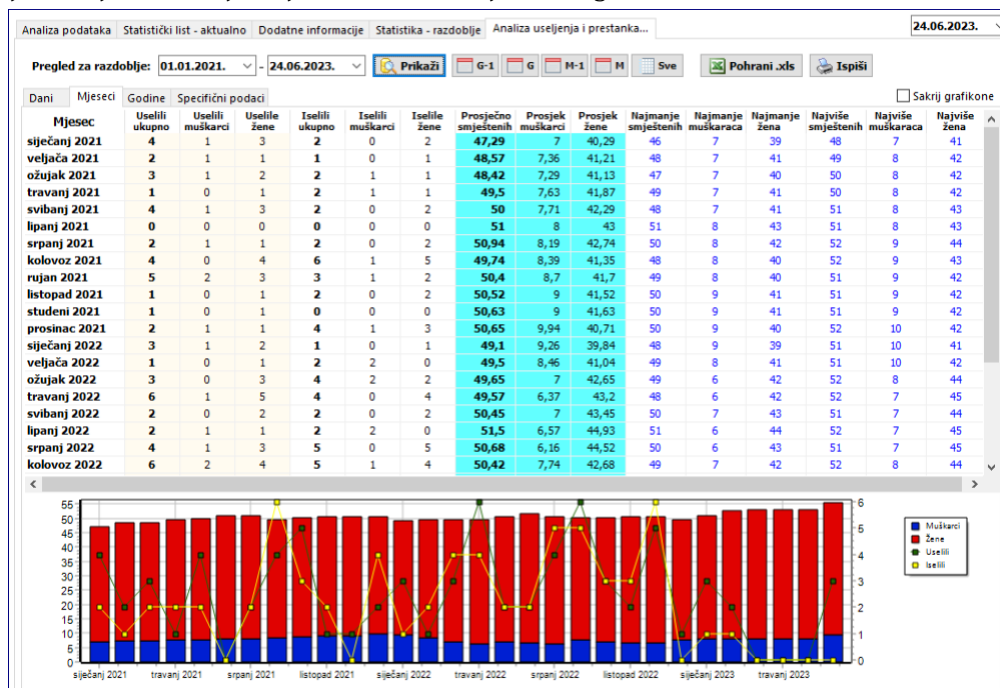 24.06.2023.
Analiza podataka Statistički list - aktualno Dodatne informacije Statistika - razdoblje Analiza useljenja i prestanka...
Pregled za razdoblje: 01.01.2021. - 24.06.2023. Prikaži G-1 G M-1 M Sve Pohrani .xls Ispiši
Dani Mjeseci Godine Specifični podaci Sakrij grafikone
Mjesec Uselili ukupno Uselili muškarci Uselile žene Iselili ukupno Iselili muškarci Iselile žene Prosječno smještenih Prosjek muškarci Prosjek žene Najmanje smještenih Najmanje muškaraca Najmanje žena Najviše smještenih Najviše muškaraca Najviše žena
siječanj 2021 4 1 3 2 0 2 47,29 7 40,29 46 7 39 48 7 41
veljača 2021 2 1 1 1 0 1 48,57 7,36 41,21 48 7 41 49 8 42
ožujak 2021 3 1 2 2 1 1 48,42 7,29 41,13 47 7 40 50 8 42
travanj 2021 1 0 1 2 1 1 49,5 7,63 41,87 49 7 41 50 8 42
svibanj 2021 4 1 3 2 0 2 50 7,71 42,29 48 7 41 51 8 43
lipanj 2021 0 0 0 0 0 0 51 8 43 51 8 43 51 8 43
srpanj 2021 2 1 1 2 0 2 50,94 8,19 42,74 50 8 42 52 9 44
kolovoz 2021 4 0 4 6 1 5 49,74 8,39 41,35 48 8 40 52 9 43
rujan 2021 5 2 3 3 1 2 50,4 8,7 41,7 49 8 40 51 9 42
listopad 2021 1 0 1 2 0 2 50,52 9 41,52 50 9 41 51 9 42
studeni 2021 1 0 1 0 0 0 50,63 9 41,63 50 9 41 51 9 42
prosinac 2021 2 1 1 4 1 3 50,65 9,94 40,71 50 9 40 52 10 42
siječanj 2022 3 1 2 1 0 1 49,1 9,26 39,84 48 9 39 51 10 41
veljača 2022 1 0 1 2 2 0 49,5 8,46 41,04 49 8 41 51 10 42
ožujak 2022 3 0 3 4 2 2 49,65 7 42,65 49 6 42 52 8 44
travanj 2022 6 1 5 4 0 4 49,57 6,37 43,2 48 6 42 52 7 45
svibanj 2022 2 0 2 2 0 2 50,45 7 43,45 50 7 43 51 7 44
lipanj 2022 2 1 1 2 2 0 51,5 6,57 44,93 51 6 44 52 7 45
srpanj 2022 4 1 3 5 0 5 50,68 6,16 44,52 50 6 43 51 7 45
kolovoz 2022 6 2 4 5 1 4 50,42 7,74 42,68 49 7 42 52 8 44
55 50 45 40 35 30 25 20 15 10 5 0
6 5 4 3 2 1 0
Muškarci
Žene
Uselili
Iselili
siječanj 2021 travanj 2021 srpanj 2021 listopad 2021 siječanj 2022 travanj 2022 srpanj 2022 listopad 2022 siječanj 2023 travanj 2023